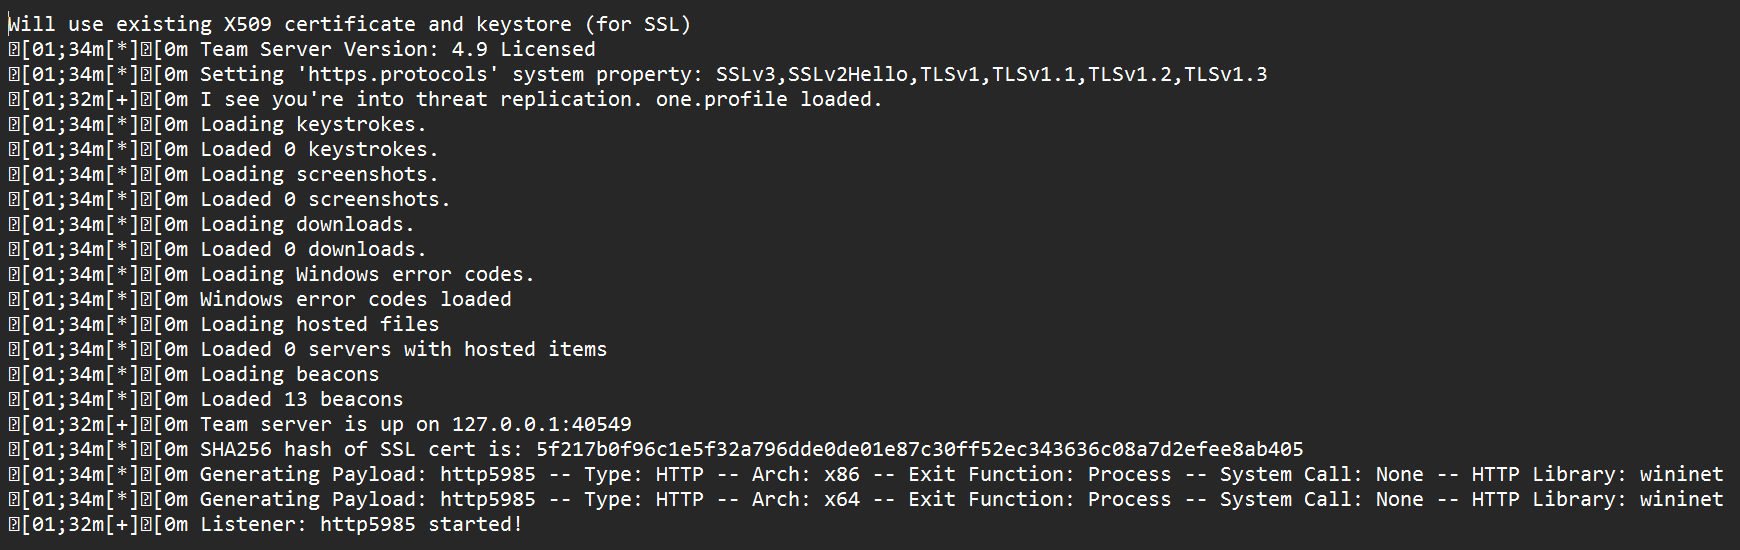 Will use existing X509 certificate and keystore (for SSL)
␛[01;34m[*]␛[0m Team Server Version: 4.9 Licensed
␛[01;34m[*]␛[0m Setting 'https.protocols' system property: SSLv3,SSLv2Hello,TLSv1,TLSv1.1,TLSv1.2,TLSv1.3
␛[01;32m[+]␛[0m I see you're into threat replication. one.profile loaded.
␛[01;34m[*]␛[0m Loading keystrokes.
␛[01;34m[*]␛[0m Loaded 0 keystrokes.
␛[01;34m[*]␛[0m Loading screenshots.
␛[01;34m[*]␛[0m Loaded 0 screenshots.
␛[01;34m[*]␛[0m Loading downloads.
␛[01;34m[*]␛[0m Loaded 0 downloads.
␛[01;34m[*]␛[0m Loading Windows error codes.
␛[01;34m[*]␛[0m Windows error codes loaded
␛[01;34m[*]␛[0m Loading hosted files
␛[01;34m[*]␛[0m Loaded 0 servers with hosted items
␛[01;34m[*]␛[0m Loading beacons
␛[01;34m[*]␛[0m Loaded 13 beacons
␛[01;32m[+]␛[0m Team server is up on 127.0.0.1:40549
␛[01;34m[*]␛[0m SHA256 hash of SSL cert is: 5f217b0f96c1e5f32a796dde0de01e87c30ff52ec343636c08a7d2efee8ab405
␛[01;34m[*]␛[0m Generating Payload: http5985 -- Type: HTTP -- Arch: x86 -- Exit Function: Process -- System Call: None -- HTTP Library: wininet
␛[01;34m[*]␛[0m Generating Payload: http5985 -- Type: HTTP -- Arch: x64 -- Exit Function: Process -- System Call: None -- HTTP Library: wininet
␛[01;32m[+]␛[0m Listener: http5985 started!